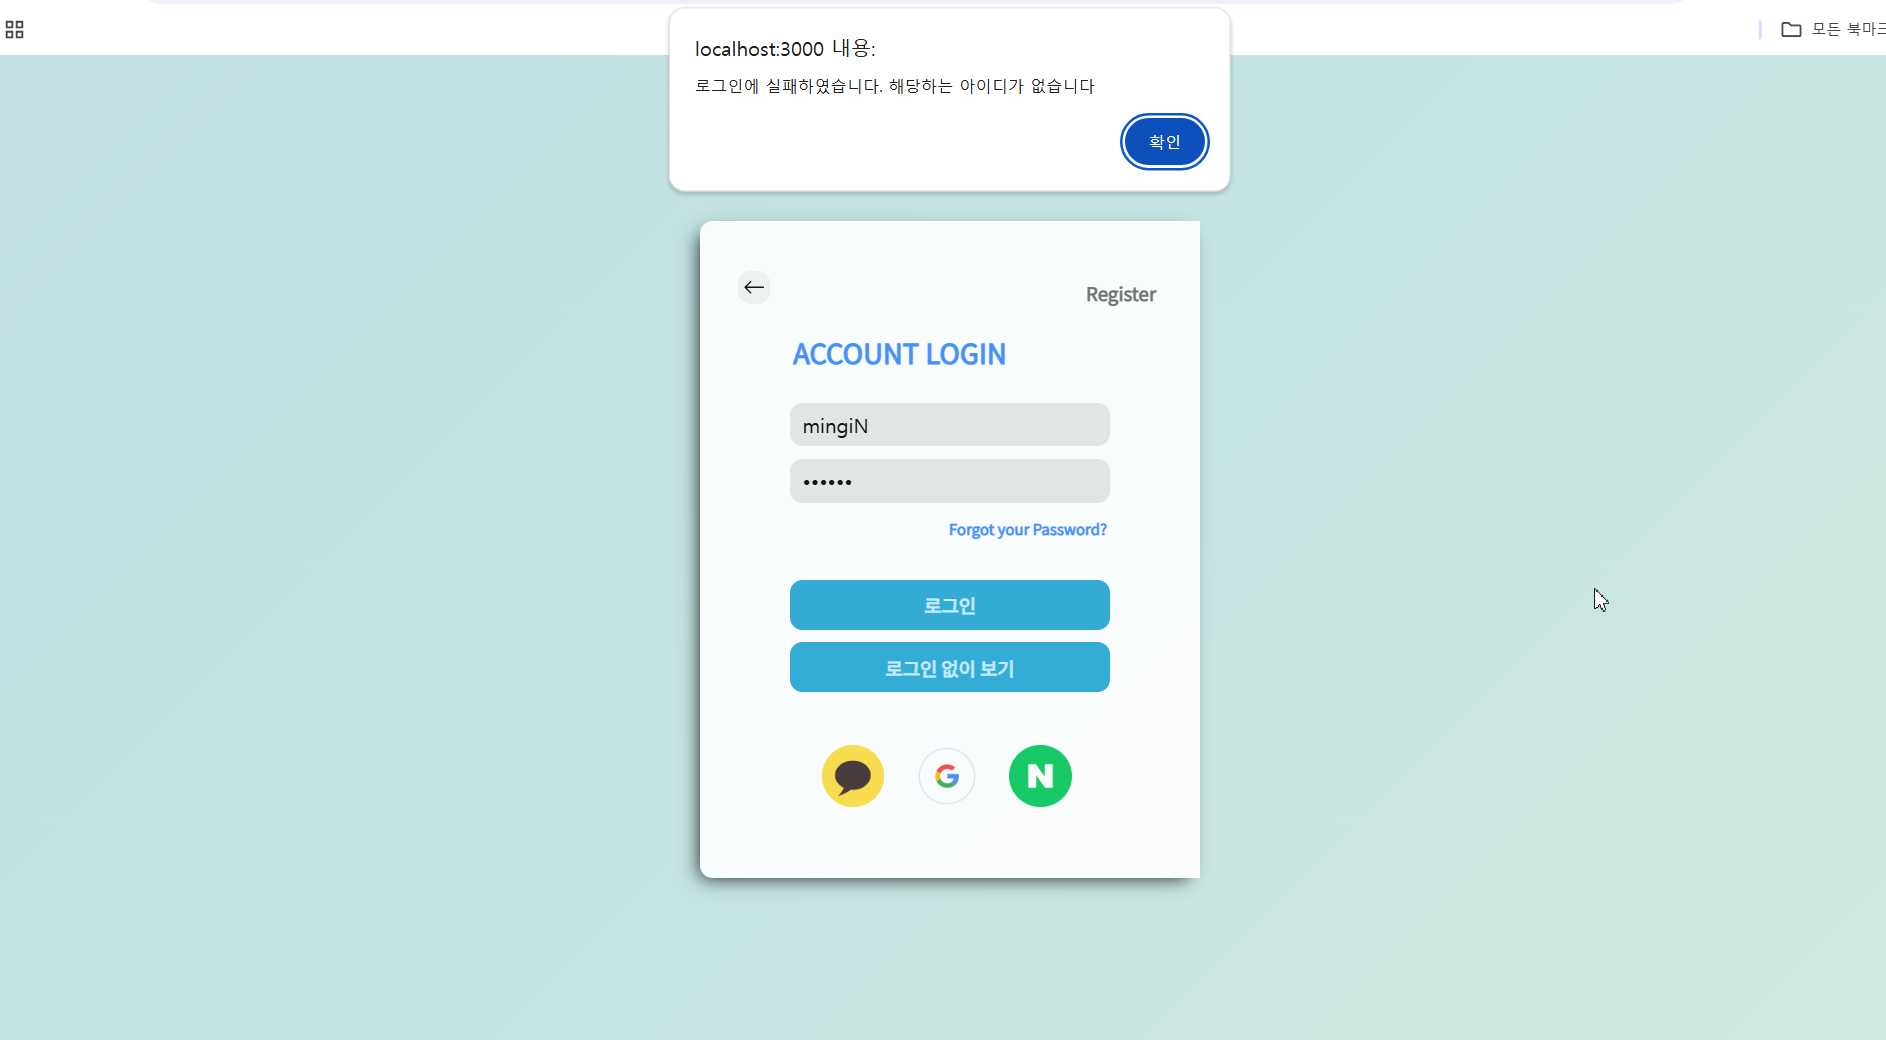 모든 북마크
localhost:3000 내용:
로그인에 실패하였습니다. 해당하는 아이디가 없습니다
확인
Register
ACCOUNT LOGIN
mingiN
••••••
Forgot your Password?
로그인
로그인 없이 보기
G
N